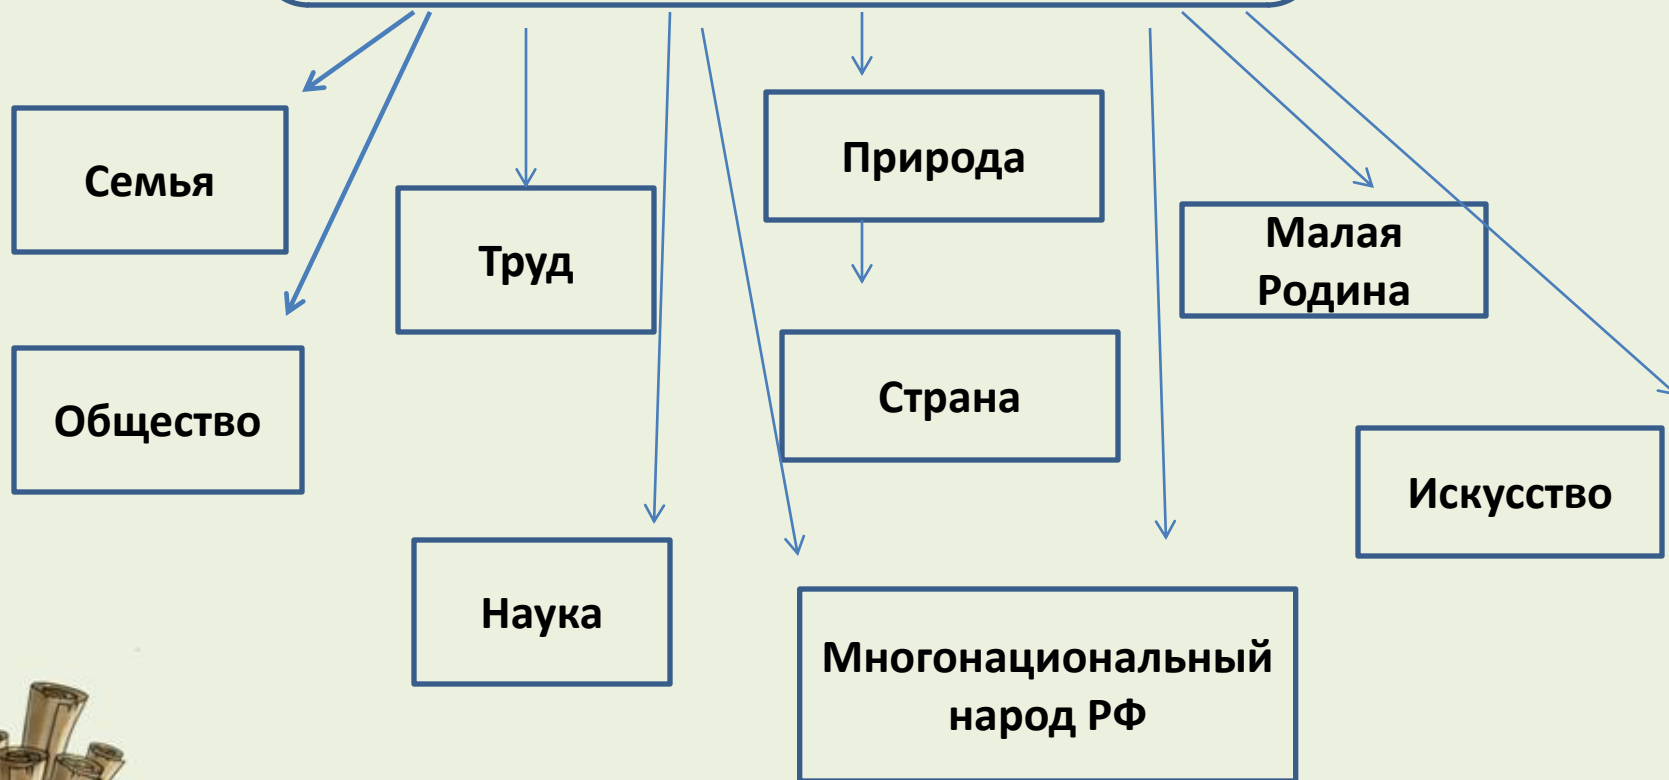 Семья
Труд
Природа
Малая
Родина
Общество
Страна
Искусство
Наука
Многонациональный
народ РФ